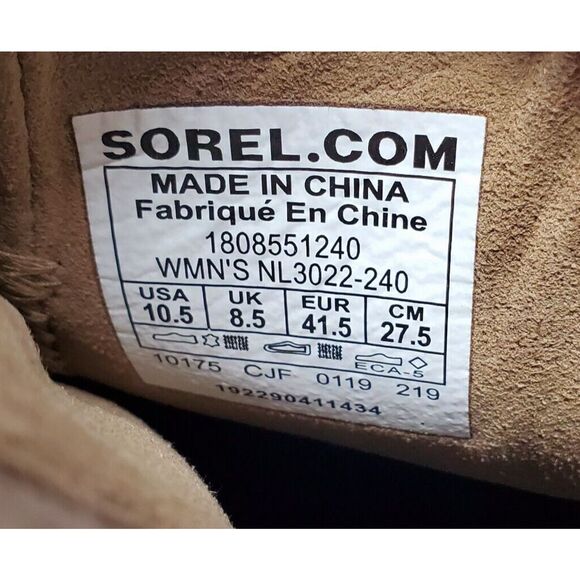 SOREL.COM
MADE IN CHINA
Fabriqué En Chine
1808551240
WMN'S NL3022-240
USA UK EUR CM
10.5 8.5 41.5 27.5
ECA-5
10175 CJF 0119 219
192290411434